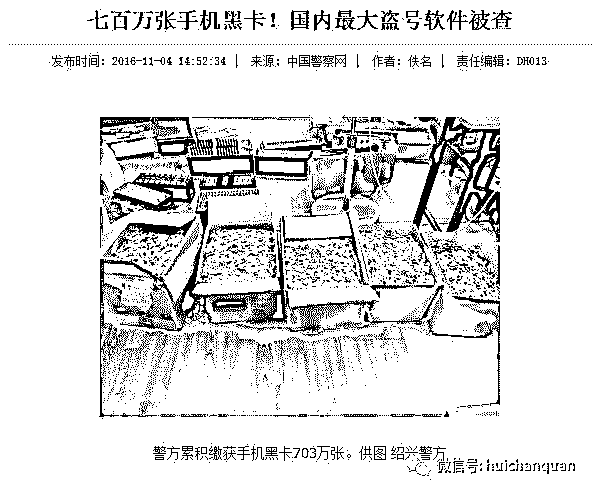 七百万张手机黑卡！国内最大盗号软件被查
发布时间：2016-11-04 14:52:34 | 来源：中国警察网 | 作者：佚名 | 责任编辑：DH013
警方累积缴获手机黑卡703万张。供图 绍兴警方
微信号: huichanquan